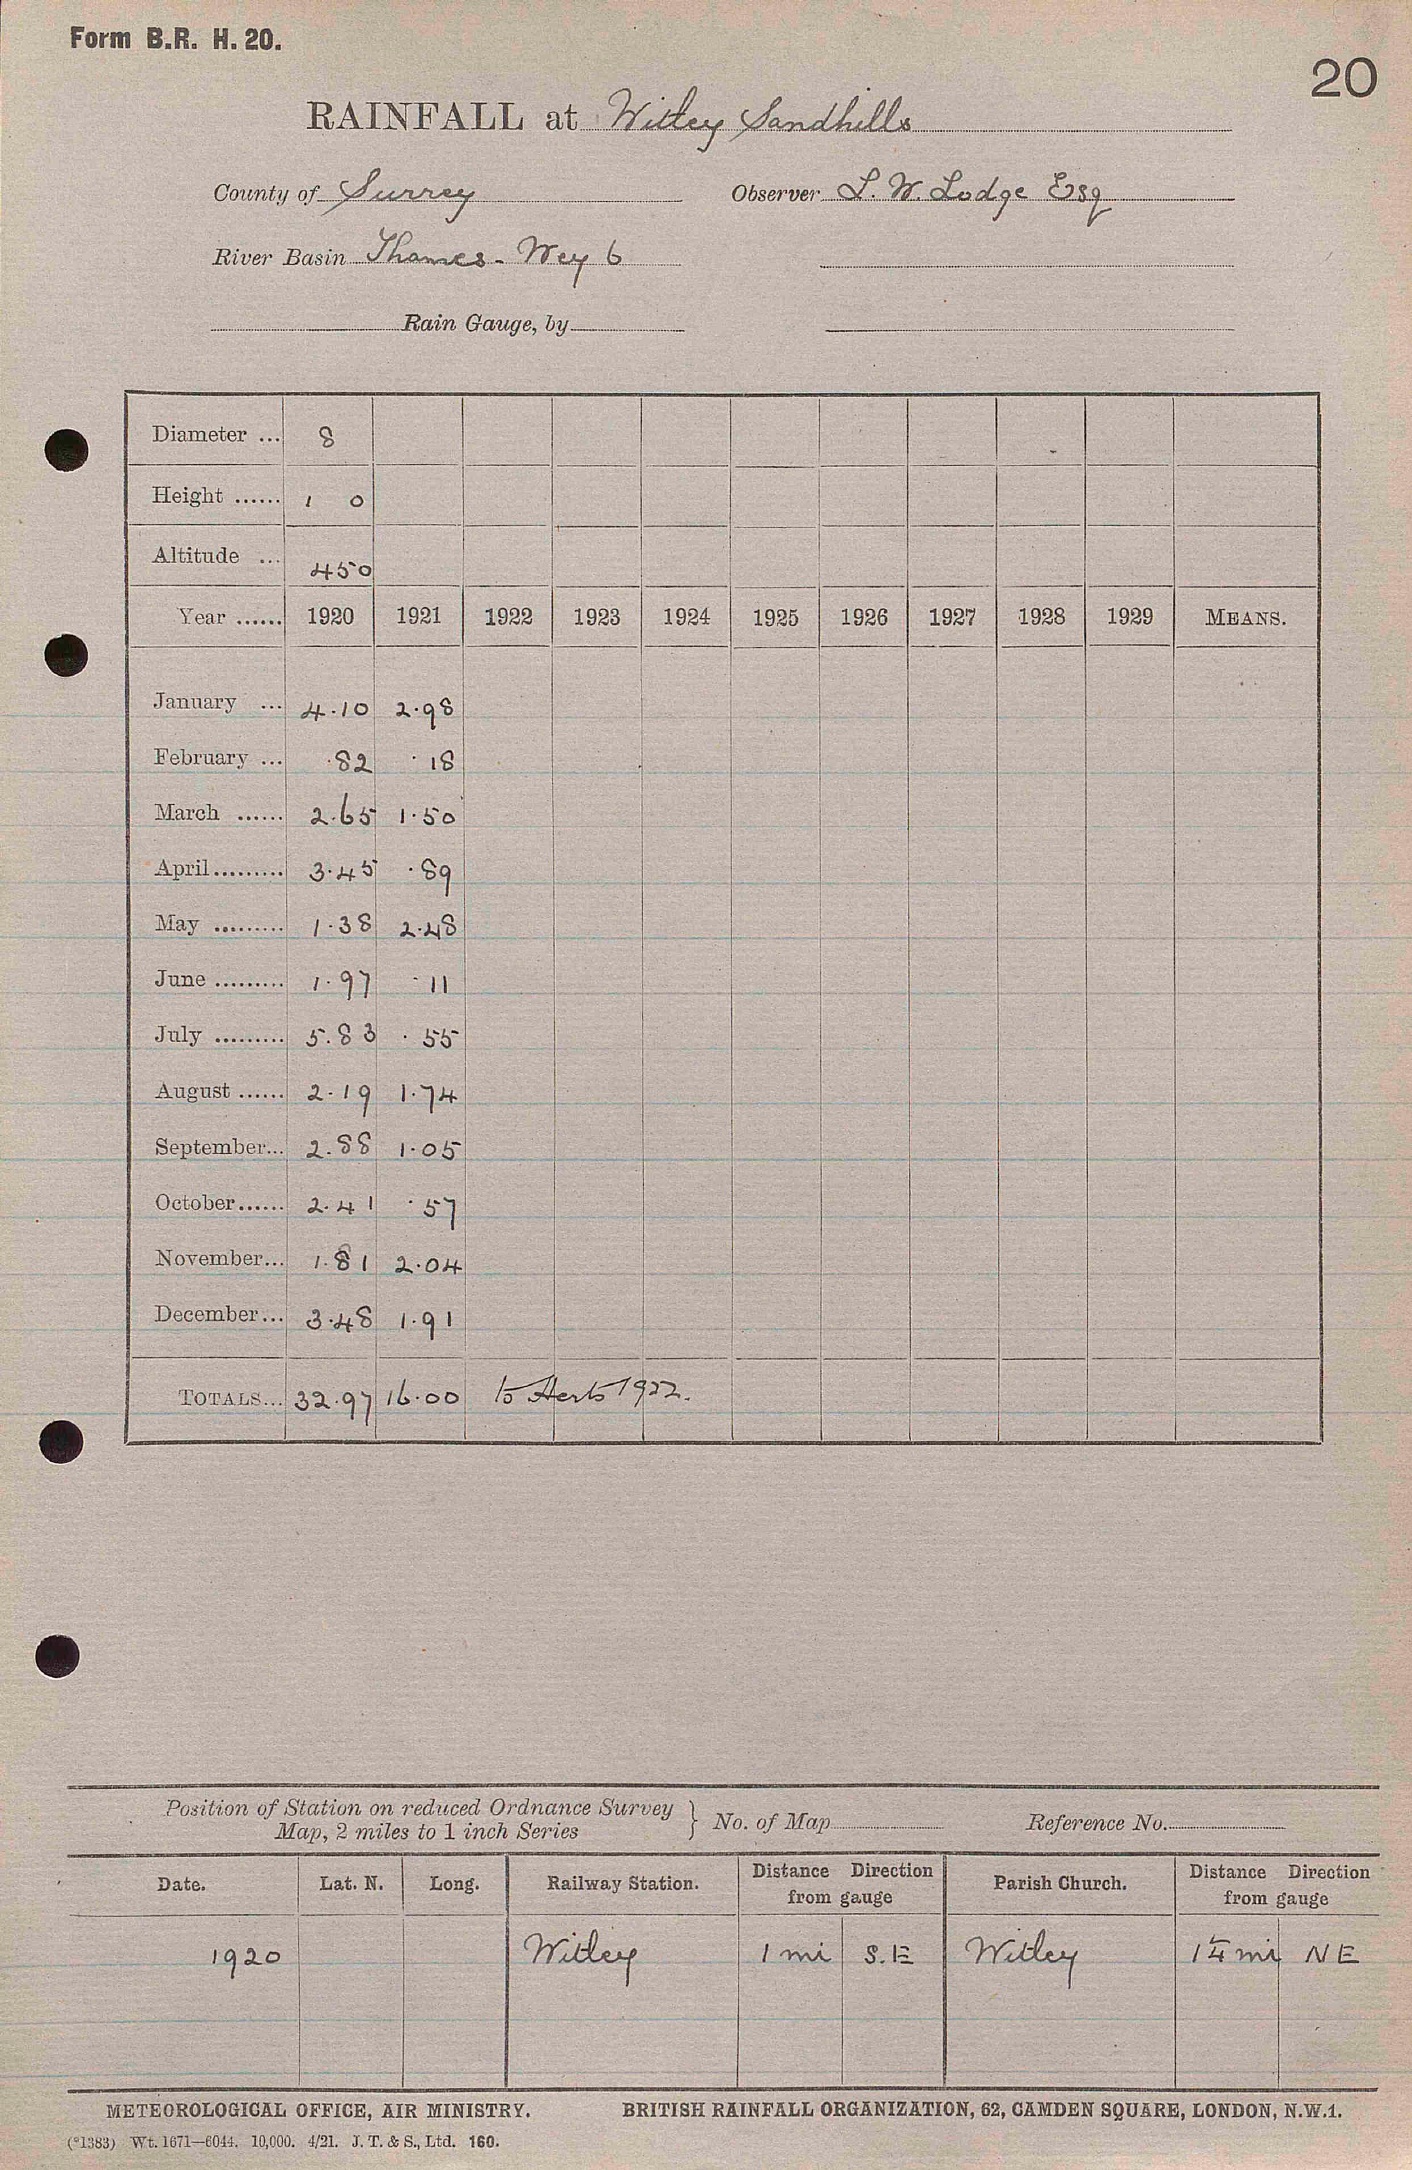 Form B.R. H. 20.
20
RAINFALL at Witley Sandhills
County of Surrey Observer L. W. Lodge Esq
River Basin Thames - Wey 6
Rain Gauge, by
Diameter ... 8
Height ...... 1 0
Altitude ... 450
Year ...... 1920 1921 1922 1923 1924 1925 1926 1927 1928 1929 MEANS.
January ... 4.10 2.98
February ... .82 .18
March ...... 2.65 1.50
April ......... 3.45 .89
May ......... 1.38 2.48
June ......... 1.97 .11
July ......... 5.83 .55
August ...... 2.19 1.74
September... 2.88 1.05
October...... 2.41 .57
November... 1.81 2.04
December... 3.48 1.91
TOTALS... 32.97 16.00 to Herts 1922.
Position of Station on reduced Ordnance Survey
Map, 2 miles to 1 inch Series } No. of Map Reference No.
Date. Lat. N. Long. Railway Station. Distance Direction from gauge Parish Church. Distance Direction from gauge
1920 Witley 1 mi S.E Witley 1¼ mi N E
METEOROLOGICAL OFFICE, AIR MINISTRY. BRITISH RAINFALL ORGANIZATION, 62, CAMDEN SQUARE, LONDON, N.W.1.
(*1383) Wt. 1671—6044. 10,000. 4/21. J. T. & S., Ltd. 160.